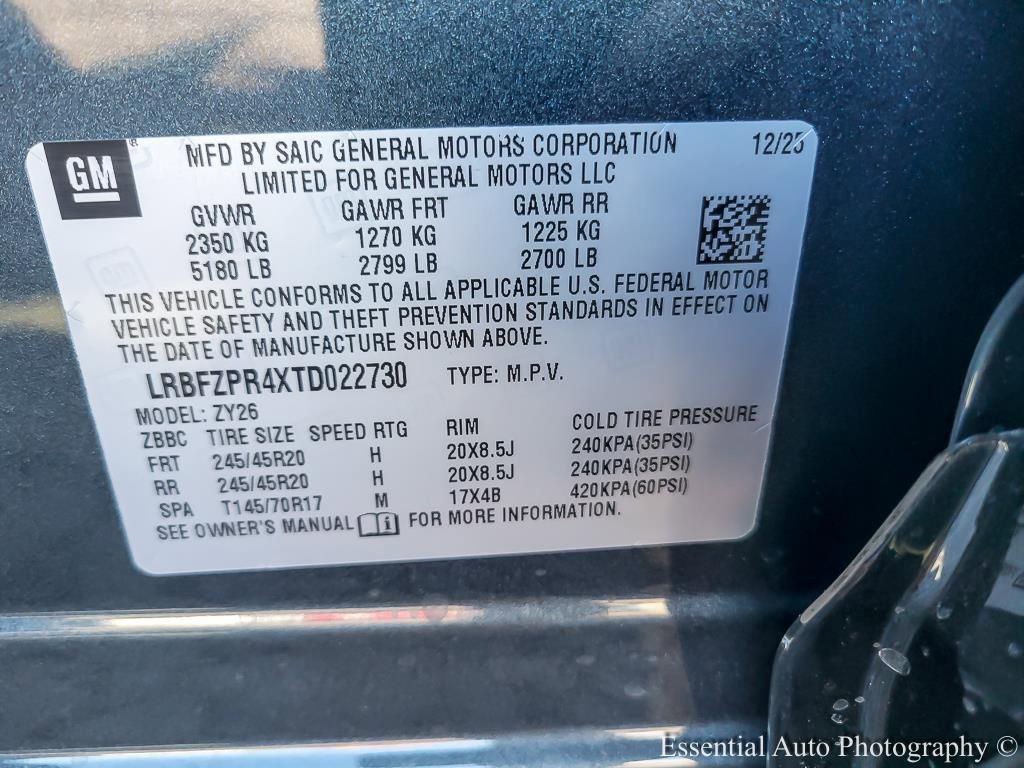 GM
MFD BY SAIC GENERAL MOTORS CORPORATION 12/25
LIMITED FOR GENERAL MOTORS LLC
GVWR GAWR FRT GAWR RR
2350 KG 1270 KG 1225 KG
5180 LB 2799 LB 2700 LB
THIS VEHICLE CONFORMS TO ALL APPLICABLE U.S. FEDERAL MOTOR
VEHICLE SAFETY AND THEFT PREVENTION STANDARDS IN EFFECT ON
THE DATE OF MANUFACTURE SHOWN ABOVE.
LRBFZPR4XTD022730 TYPE: M.P.V.
MODEL: ZY26
ZBBC TIRE SIZE SPEED RTG RIM COLD TIRE PRESSURE
FRT 245/45R20 H 20X8.5J 240KPA(35PSI)
RR 245/45R20 H 20X8.5J 240KPA(35PSI)
SPA T145/70R17 M 17X4B 420KPA(60PSI)
SEE OWNER'S MANUAL FOR MORE INFORMATION.
Essential Auto Photography ©